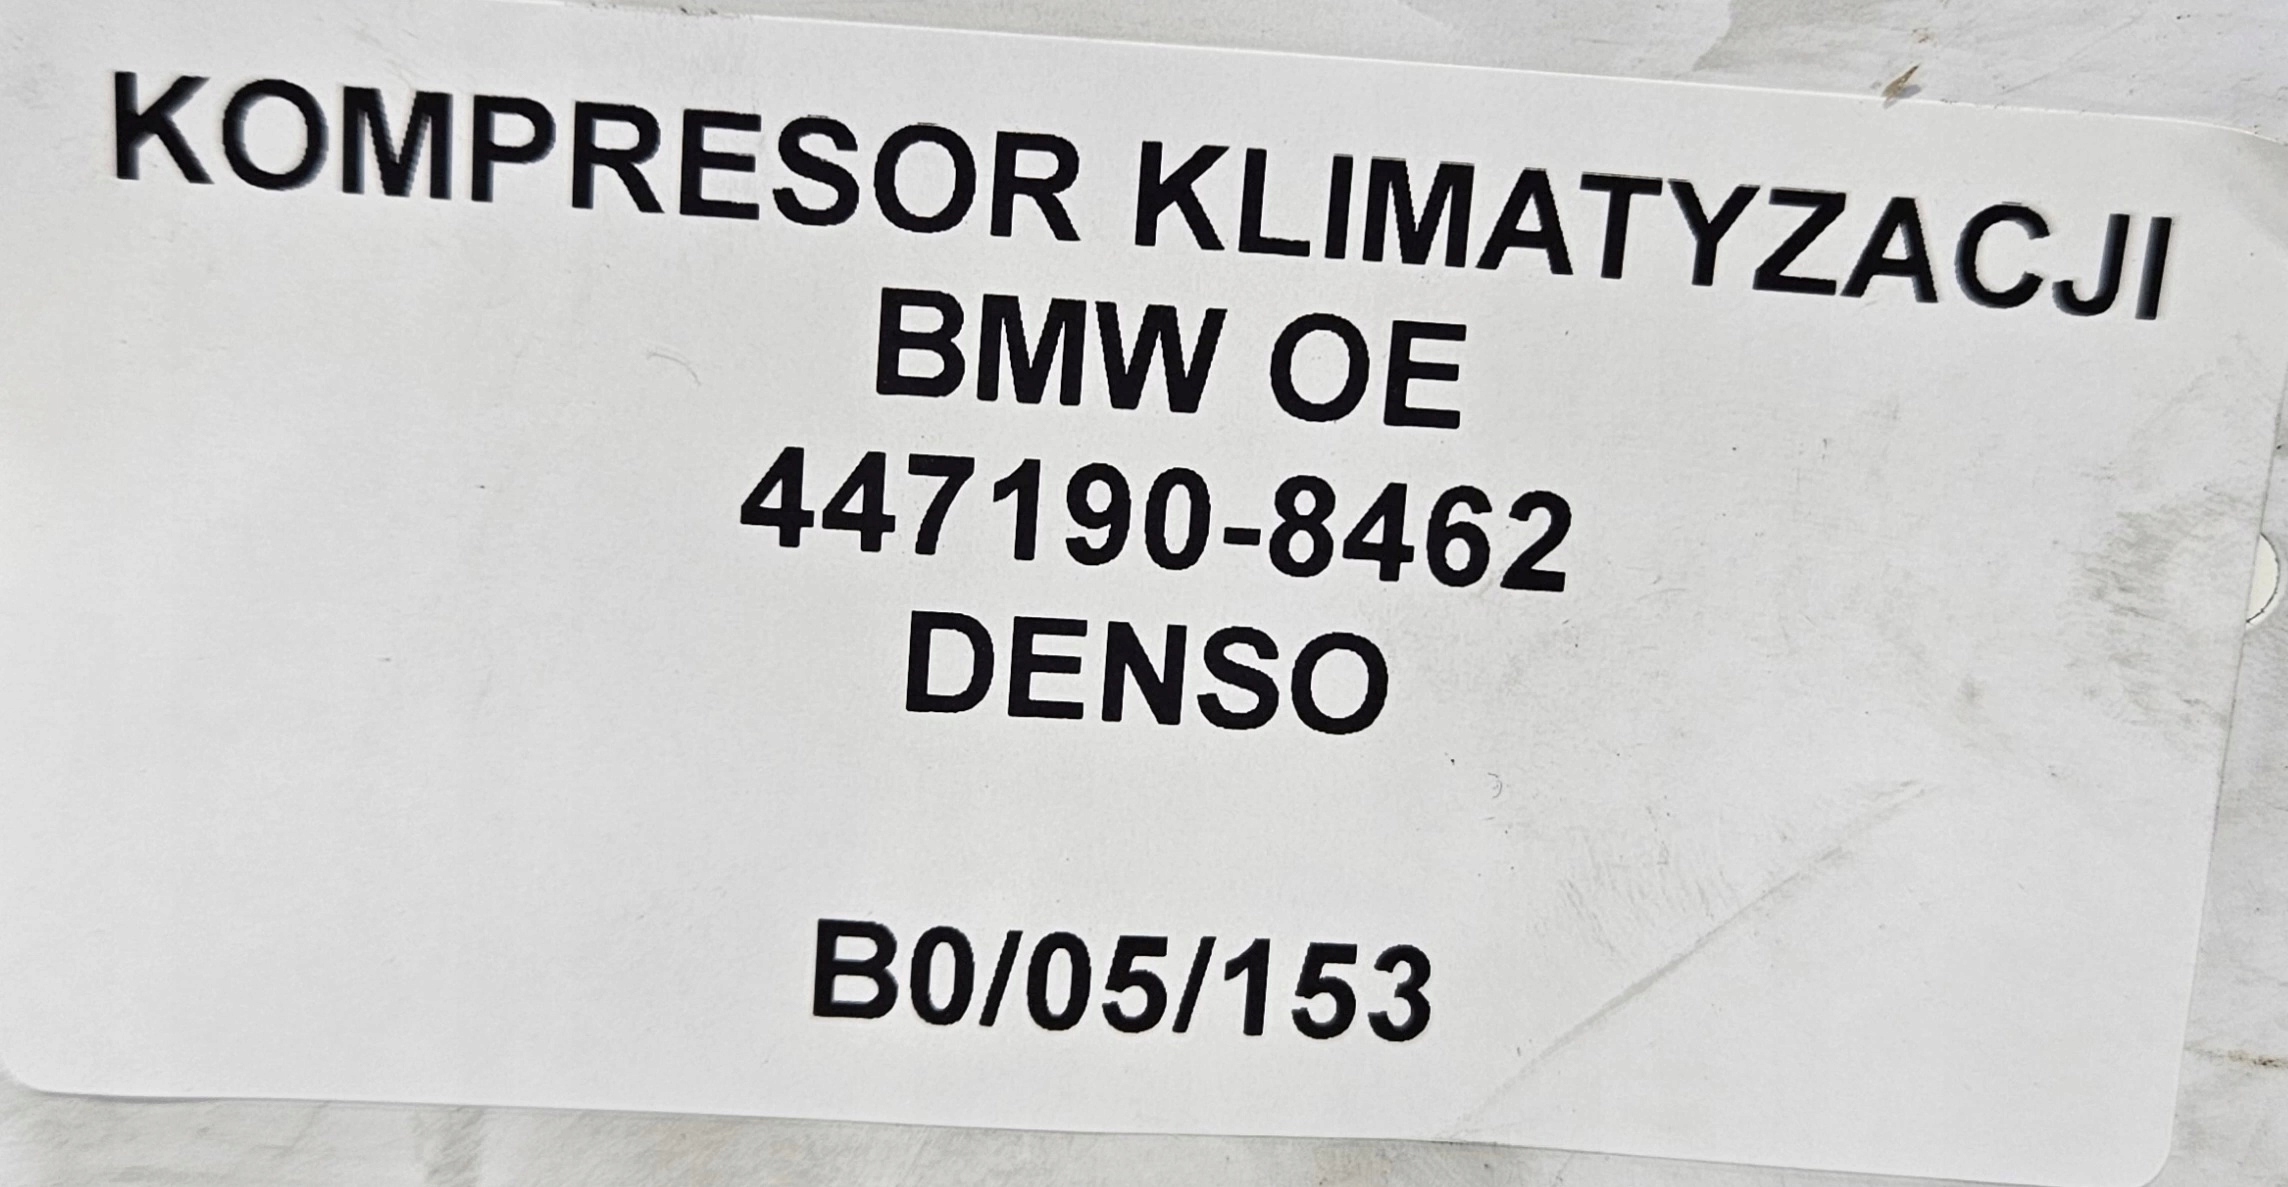 KOMPRESOR KLIMATYZACJI
BMW OE
447190-8462
DENSO
B0/05/153